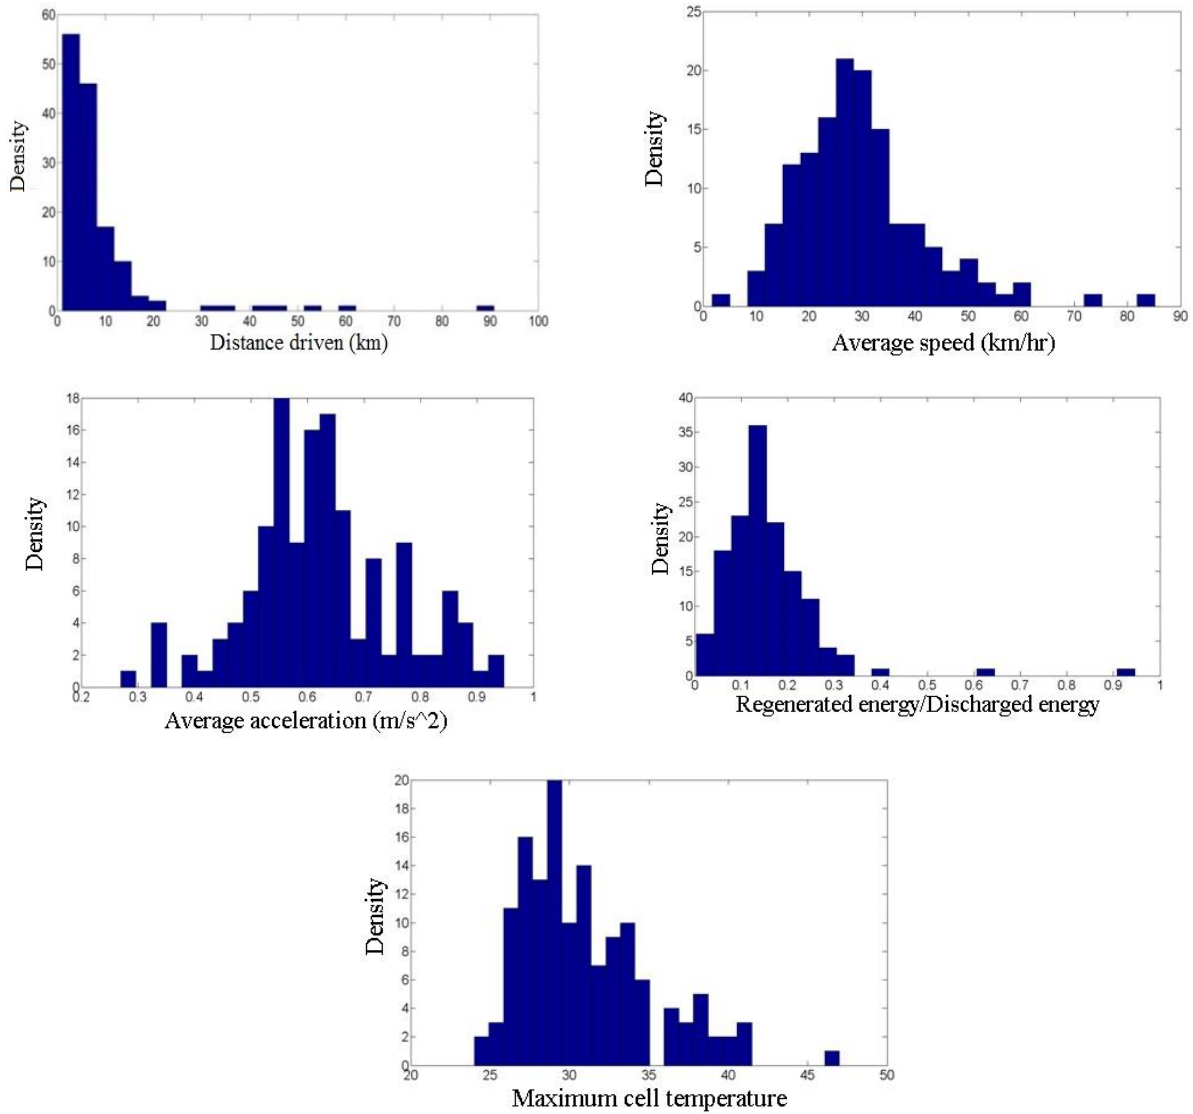 60
50
40
30
20
10
0
Density
0 10 20 30 40 50 60 70 80 90 100
Distance driven (km)
25
20
15
10
5
0
Density
0 10 20 30 40 50 60 70 80 90
Average speed (km/hr)
18
16
14
12
10
8
6
4
2
0
Density
0.2 0.3 0.4 0.5 0.6 0.7 0.8 0.9 1
Average acceleration (m/s^2)
40
35
30
25
20
15
10
5
0
Density
0 0.1 0.2 0.3 0.4 0.5 0.6 0.7 0.8 0.9 1
Regenerated energy/Discharged energy
20
18
16
14
12
10
8
6
4
2
0
Density
20 25 30 35 40 45 50
Maximum cell temperature